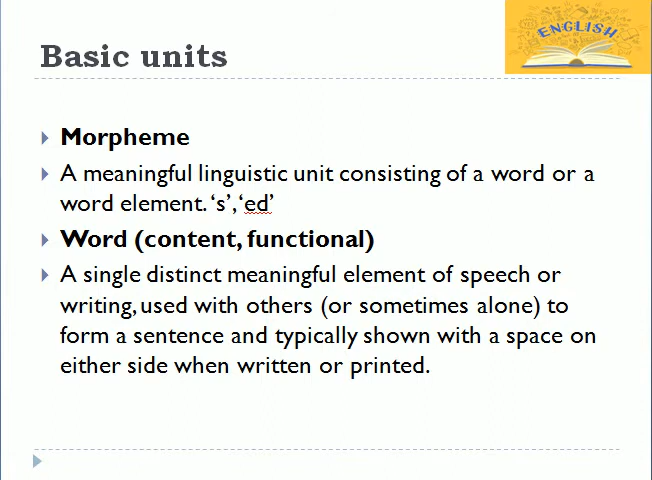 ENGLISH
Basic units
Morpheme
A meaningful linguistic unit consisting of a word or a
word element. ‘s’,‘ed’
Word (content, functional)
A single distinct meaningful element of speech or
writing, used with others (or sometimes alone) to
form a sentence and typically shown with a space on
either side when written or printed.